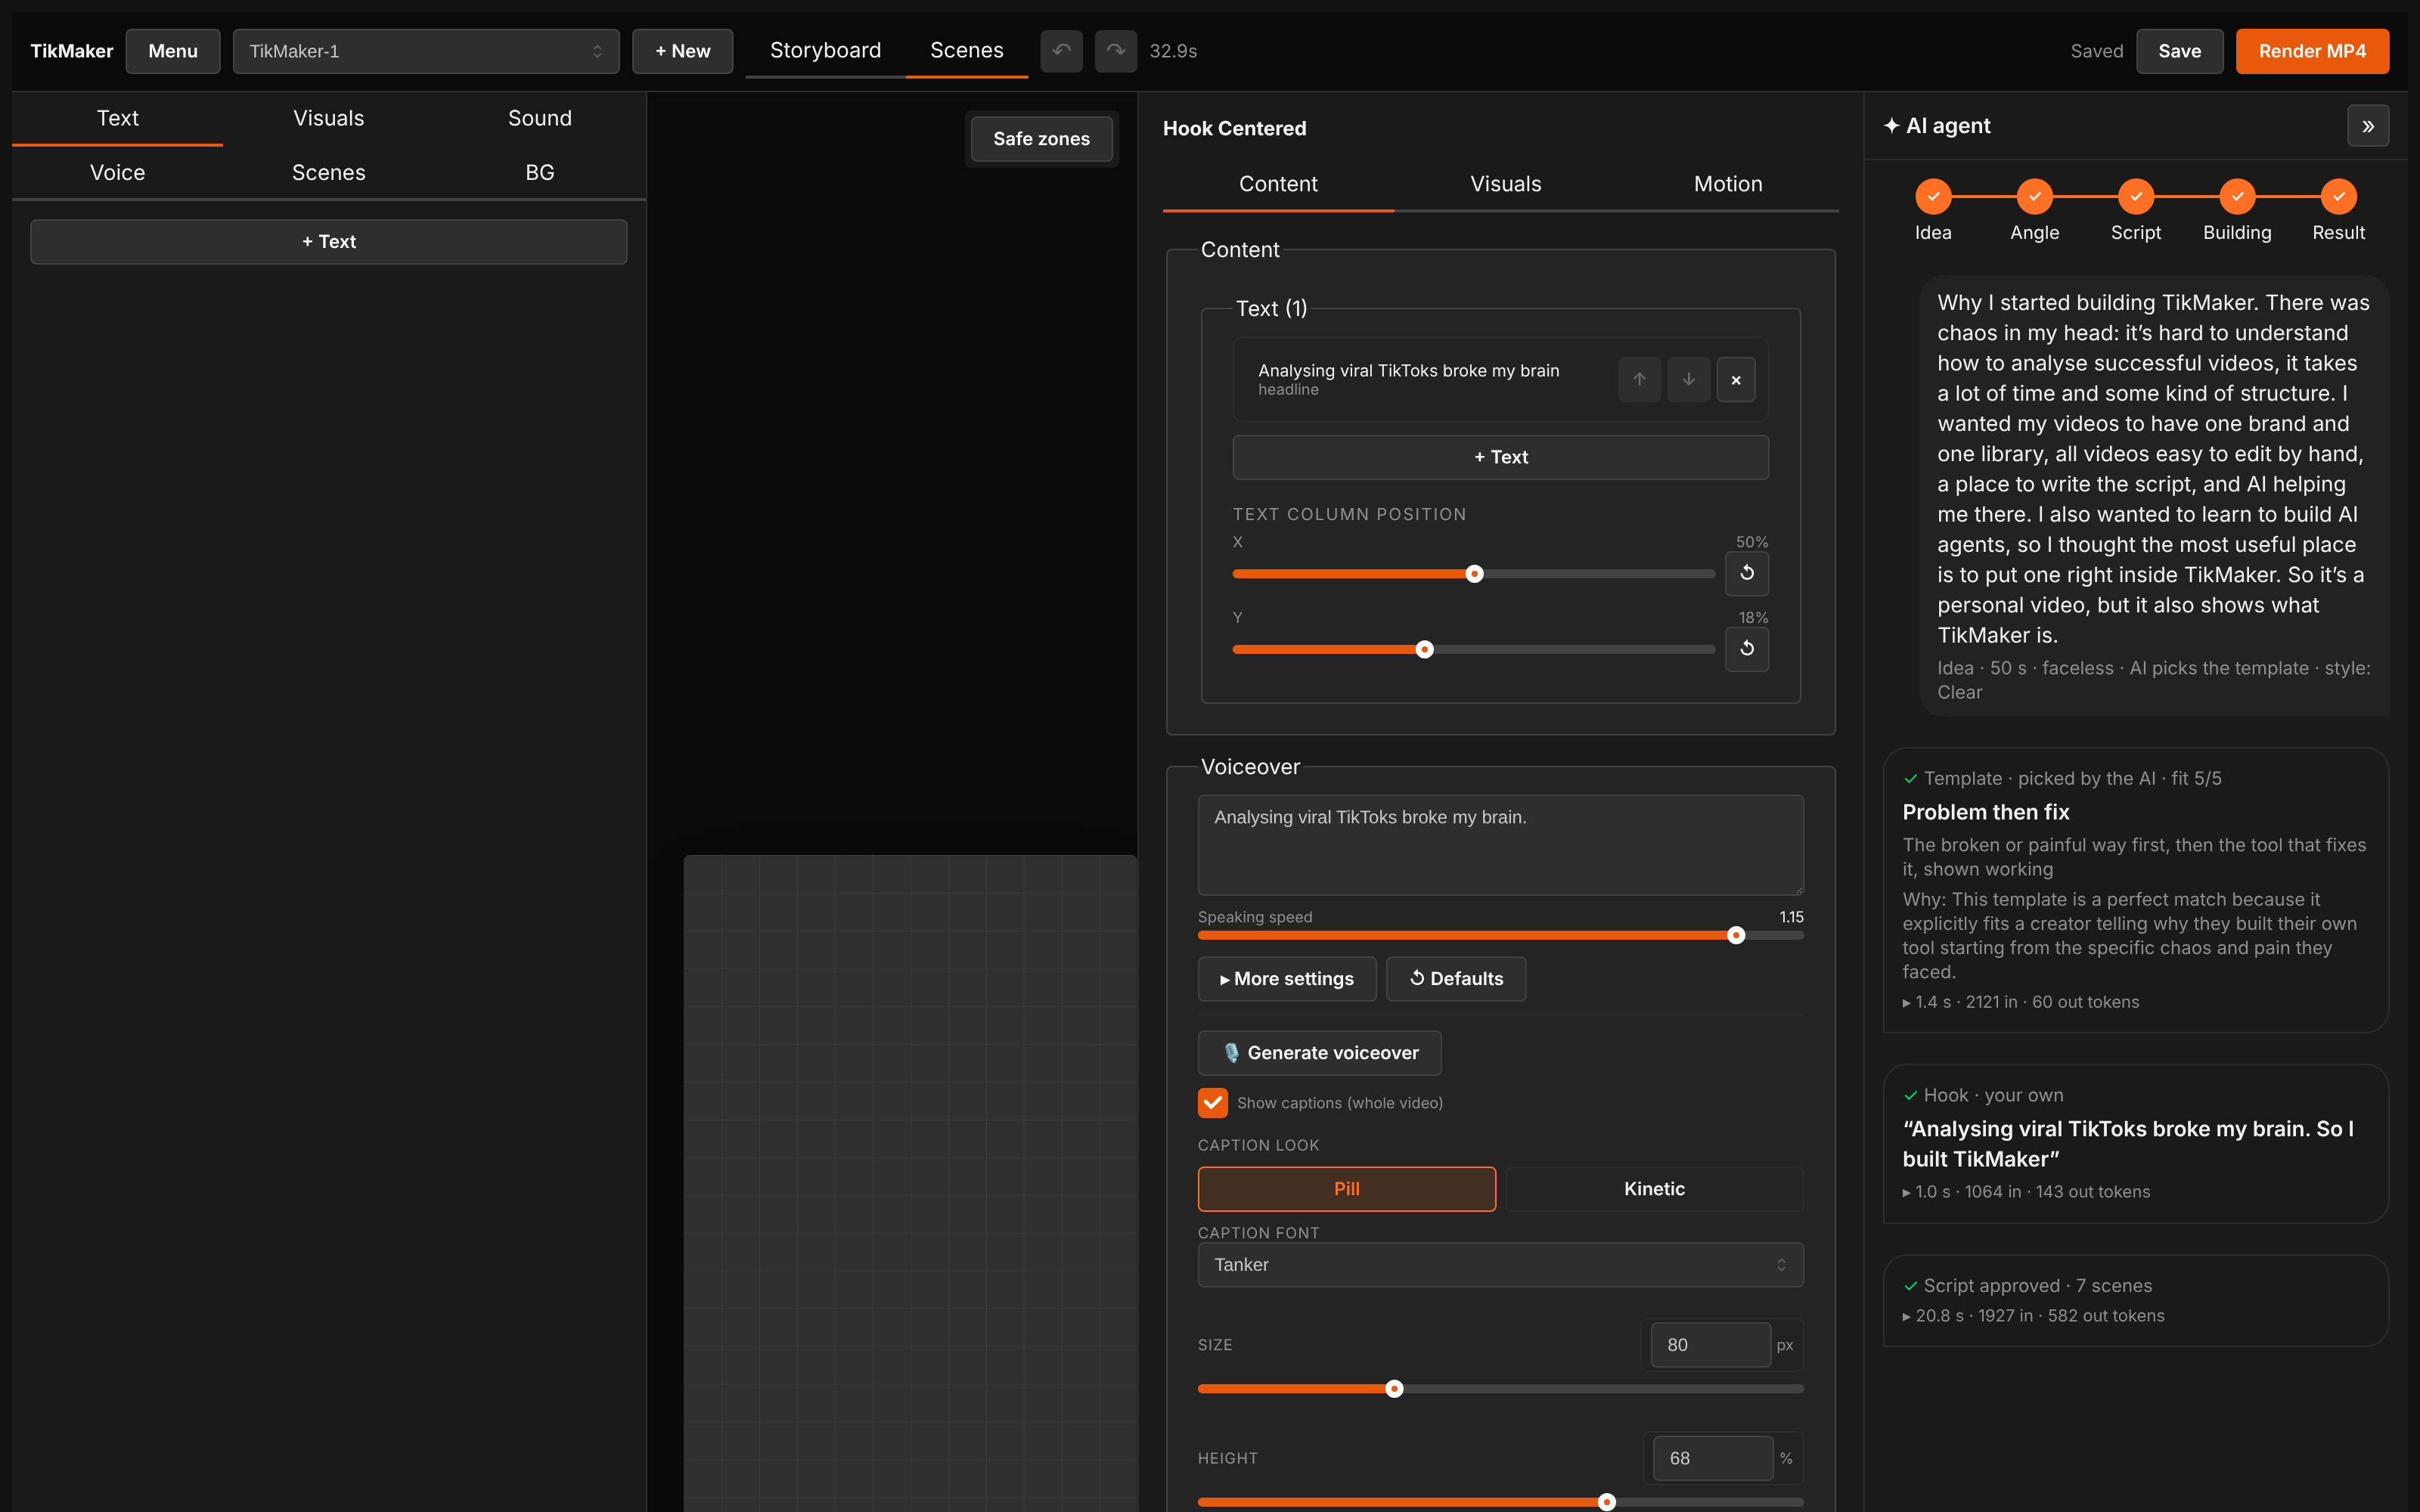 TikMaker Menu TikMaker-1 + New Storyboard Scenes 32.9s Saved Save Render MP4
Text Visuals Sound
Voice Scenes BG
+ Text
Safe zones
Hook Centered
Content Visuals Motion
Content
Text (1)
Analysing viral TikToks broke my brain
headline
+ Text
TEXT COLUMN POSITION
X 50%
Y 18%
Voiceover
Analysing viral TikToks broke my brain.
Speaking speed 1.15
▸ More settings Defaults
Generate voiceover
Show captions (whole video)
CAPTION LOOK
Pill Kinetic
CAPTION FONT
Tanker
SIZE 80 px
HEIGHT 68 %
AI agent »
Idea Angle Script Building Result
Why I started building TikMaker. There was
chaos in my head: it’s hard to understand
how to analyse successful videos, it takes
a lot of time and some kind of structure. I
wanted my videos to have one brand and
one library, all videos easy to edit by hand,
a place to write the script, and AI helping
me there. I also wanted to learn to build AI
agents, so I thought the most useful place
is to put one right inside TikMaker. So it’s a
personal video, but it also shows what
TikMaker is.
Idea · 50 s · faceless · AI picks the template · style:
Clear
Template · picked by the AI · fit 5/5
Problem then fix
The broken or painful way first, then the tool that fixes
it, shown working
Why: This template is a perfect match because it
explicitly fits a creator telling why they built their own
tool starting from the specific chaos and pain they
faced.
▸ 1.4 s · 2121 in · 60 out tokens
Hook · your own
“Analysing viral TikToks broke my brain. So I
built TikMaker”
▸ 1.0 s · 1064 in · 143 out tokens
Script approved · 7 scenes
▸ 20.8 s · 1927 in · 582 out tokens